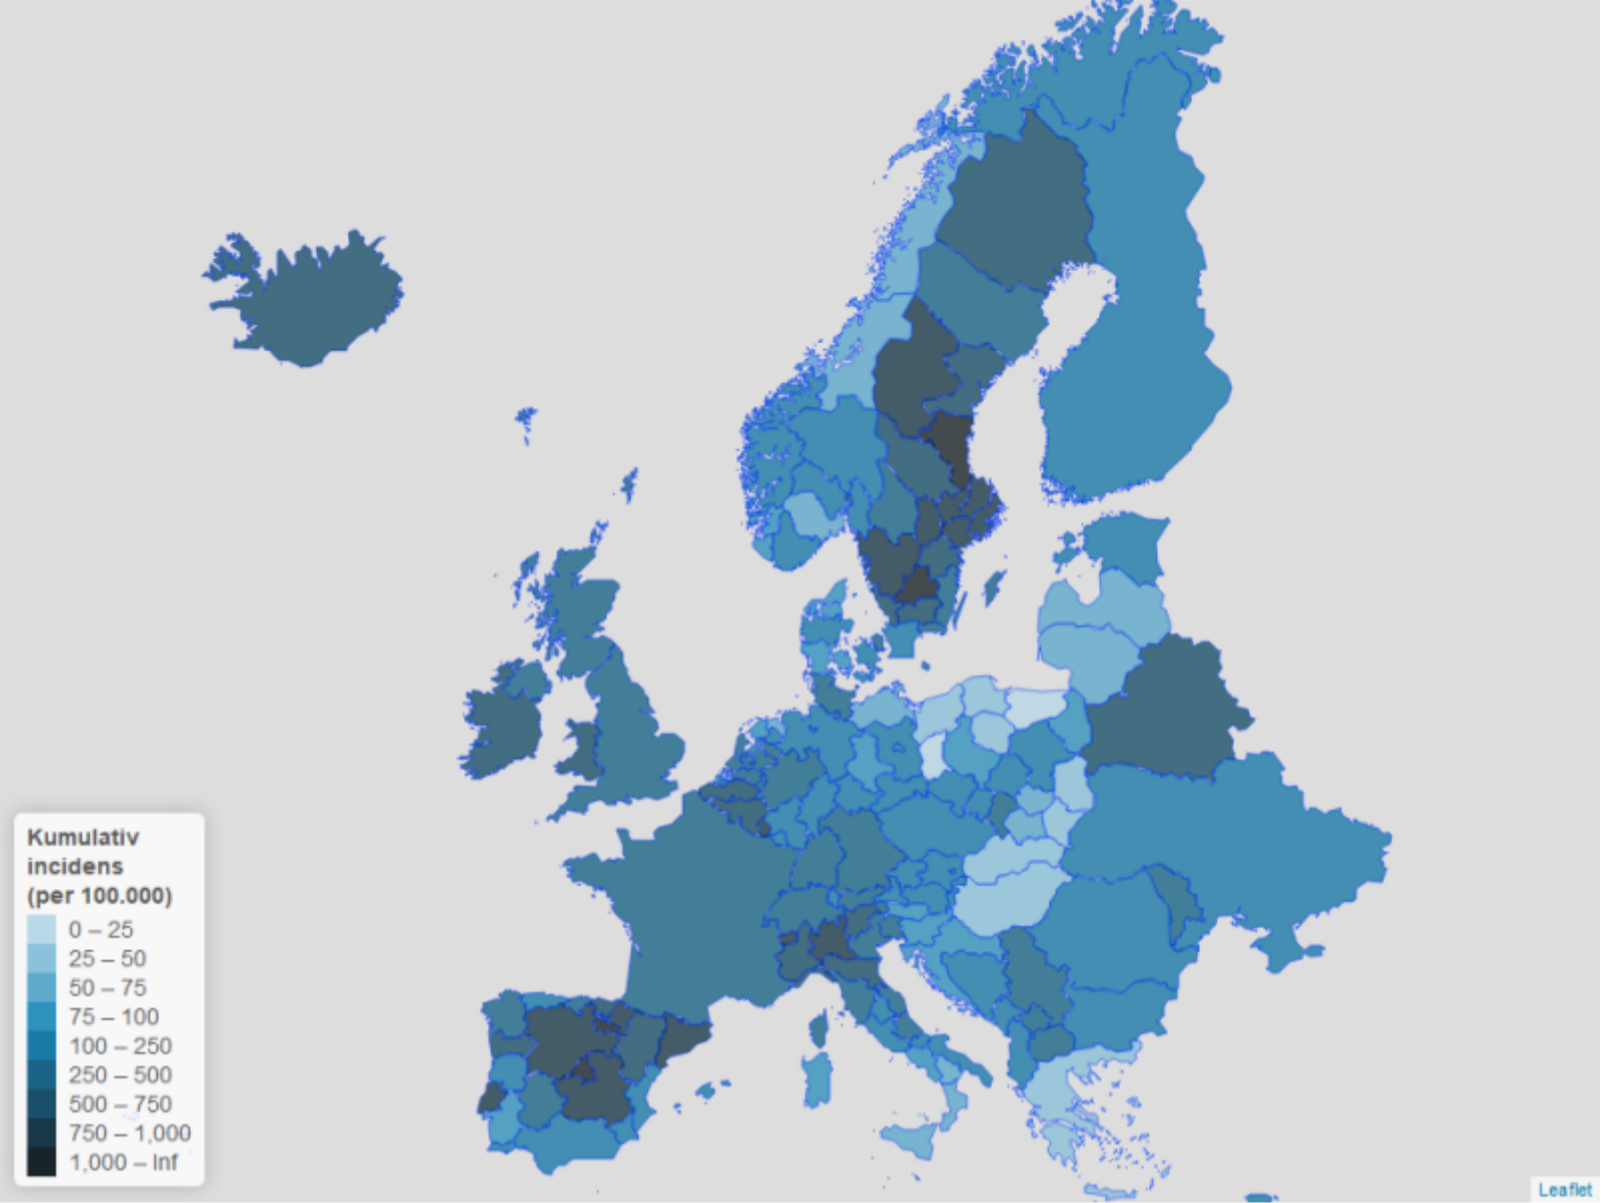 Kumulativ
incidens
(per 100.000)
0 – 25
25 – 50
50 – 75
75 – 100
100 – 250
250 – 500
500 – 750
750 – 1,000
1,000 – Inf
Leaflet